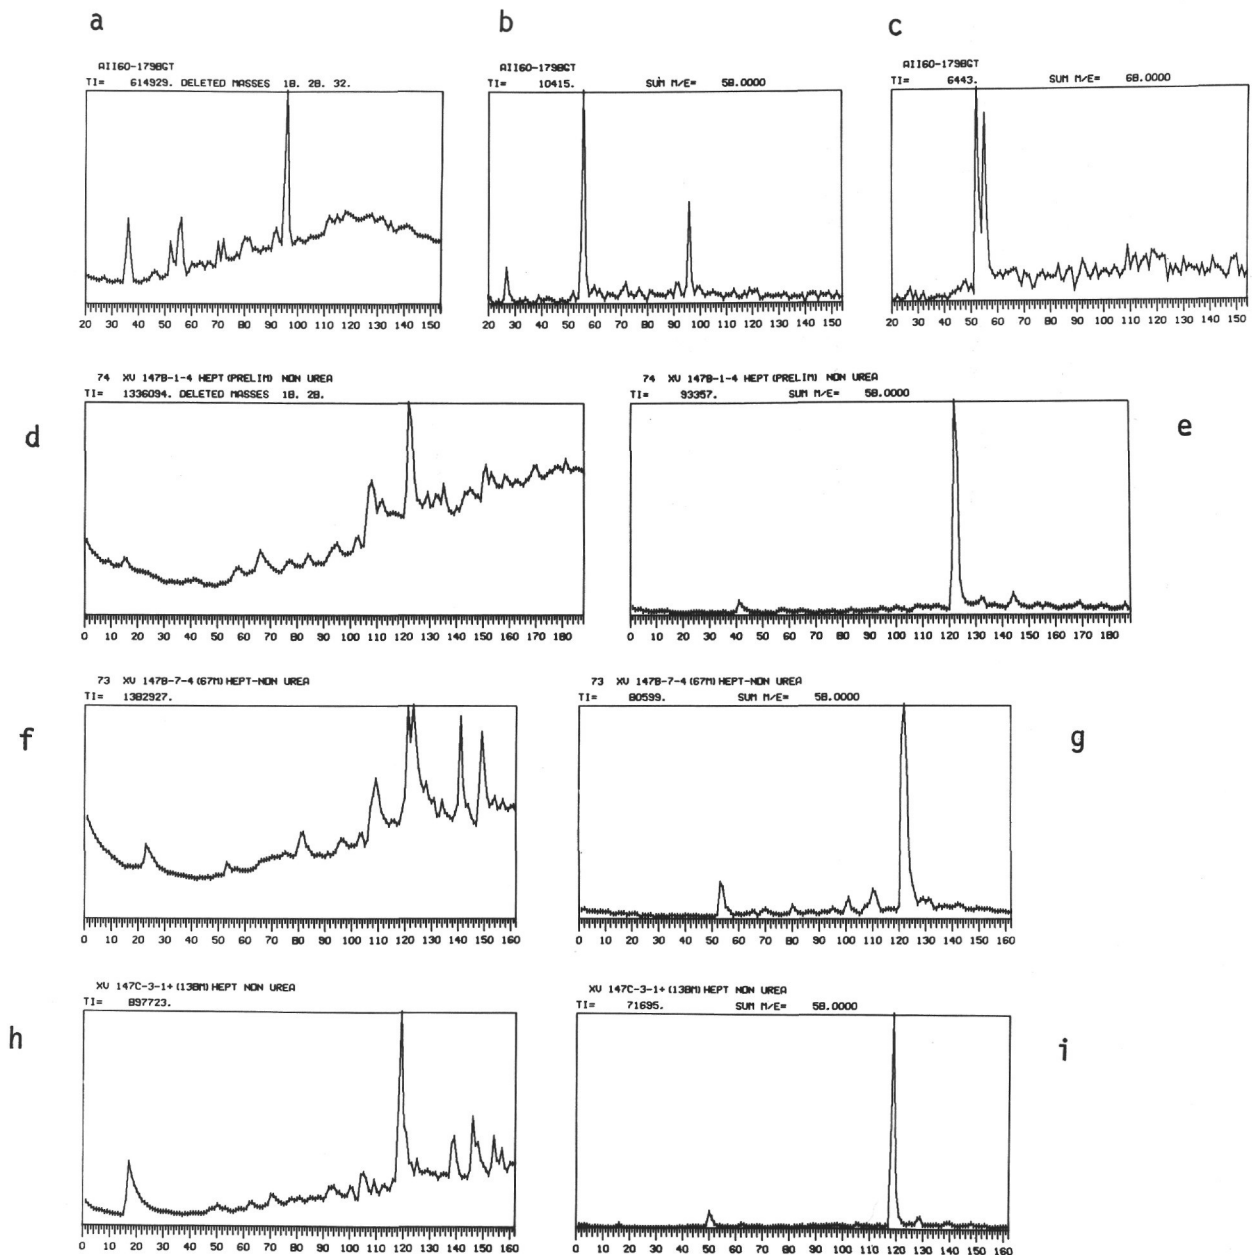 a
b
c
AII60-179BGT
TI= 614929. DELETED MASSES 18. 28. 32.
20 30 40 50 60 70 80 90 100 110 120 130 140 150
AII60-179BGT
TI= 10415. SUM M/E= 58.0000
20 30 40 50 60 70 80 90 100 110 120 130 140 150
AII60-179BGT
TI= 6443. SUM M/E= 68.0000
20 30 40 50 60 70 80 90 100 110 120 130 140 150
d
74 XV 147B-1-4 HEPT(PRELIM) NON UREA
TI= 1336094. DELETED MASSES 18. 28.
0 10 20 30 40 50 60 70 80 90 100 110 120 130 140 150 160 170 180
74 XV 147B-1-4 HEPT(PRELIM) NON UREA
TI= 93357. SUM M/E= 58.0000
0 10 20 30 40 50 60 70 80 90 100 110 120 130 140 150 160 170 180
e
f
73 XV 147B-7-4(67M)HEPT-NON UREA
TI= 1382927.
0 10 20 30 40 50 60 70 80 90 100 110 120 130 140 150 160
73 XV 147B-7-4(67M)HEPT-NON UREA
TI= 80599. SUM M/E= 58.0000
0 10 20 30 40 50 60 70 80 90 100 110 120 130 140 150 160
g
h
XV 147C-3-1+(138M)HEPT NON UREA
TI= 897723.
0 10 20 30 40 50 60 70 80 90 100 110 120 130 140 150 160
XV 147C-3-1+(138M)HEPT NON UREA
TI= 71695. SUM M/E= 58.0000
0 10 20 30 40 50 60 70 80 90 100 110 120 130 140 150 160
i